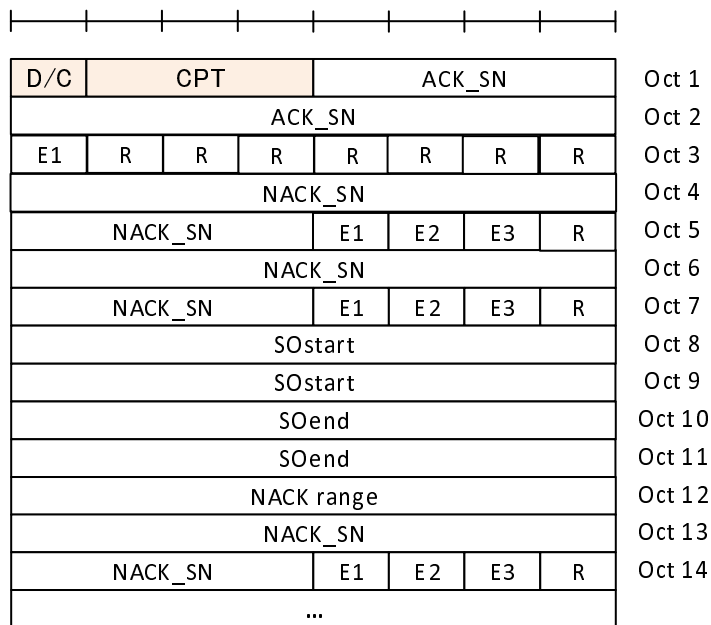 D/C CPT ACK_SN Oct 1
ACK_SN Oct 2
E1 R R R R R R R Oct 3
NACK_SN Oct 4
NACK_SN E1 E2 E3 R Oct 5
NACK_SN Oct 6
NACK_SN E1 E2 E3 R Oct 7
SOstart Oct 8
SOstart Oct 9
SOend Oct 10
SOend Oct 11
NACK range Oct 12
NACK_SN Oct 13
NACK_SN E1 E2 E3 R Oct 14
...